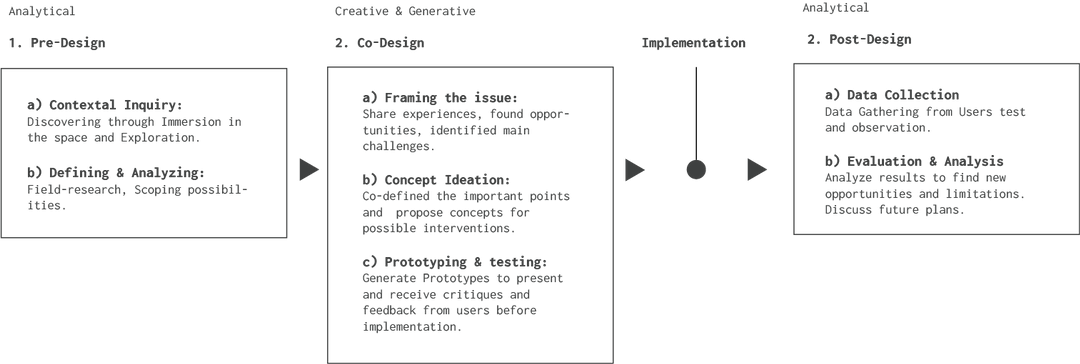 Analytical
1. Pre-Design
a) Contextal Inquiry:
Discovering through Immersion in
the space and Exploration.
b) Defining & Analyzing:
Field-research, Scoping possibil-
ities.
Creative & Generative
2. Co-Design
a) Framing the issue:
Share experiences, found oppor-
tunities, identified main
challenges.
b) Concept Ideation:
Co-defined the important points
and  propose concepts for
possible interventions.
c) Prototyping & testing:
Generate Prototypes to present
and receive critiques and
feedback from users before
implementation.
Implementation
Analytical
2. Post-Design
a) Data Collection
Data Gathering from Users test
and observation.
b) Evaluation & Analysis
Analyze results to find new
opportunities and limitations.
Discuss future plans.